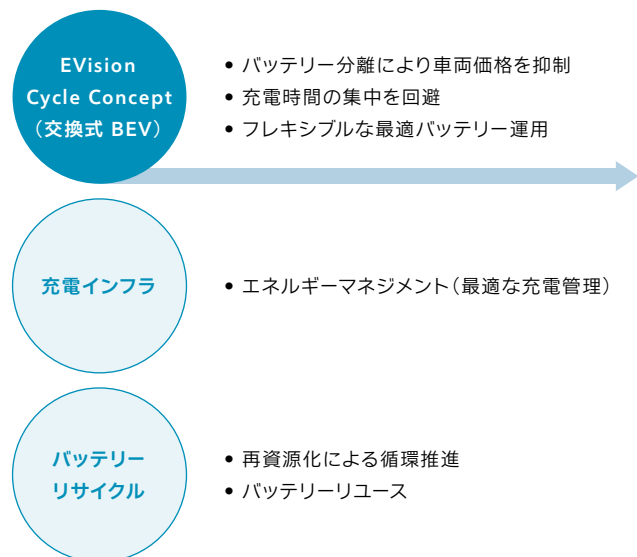 EVision
Cycle Concept
（交換式 BEV）
• バッテリー分離により車両価格を抑制
• 充電時間の集中を回避
• フレキシブルな最適バッテリー運用
充電インフラ
• エネルギーマネジメント（最適な充電管理）
バッテリー
リサイクル
• 再資源化による循環推進
• バッテリーリユース